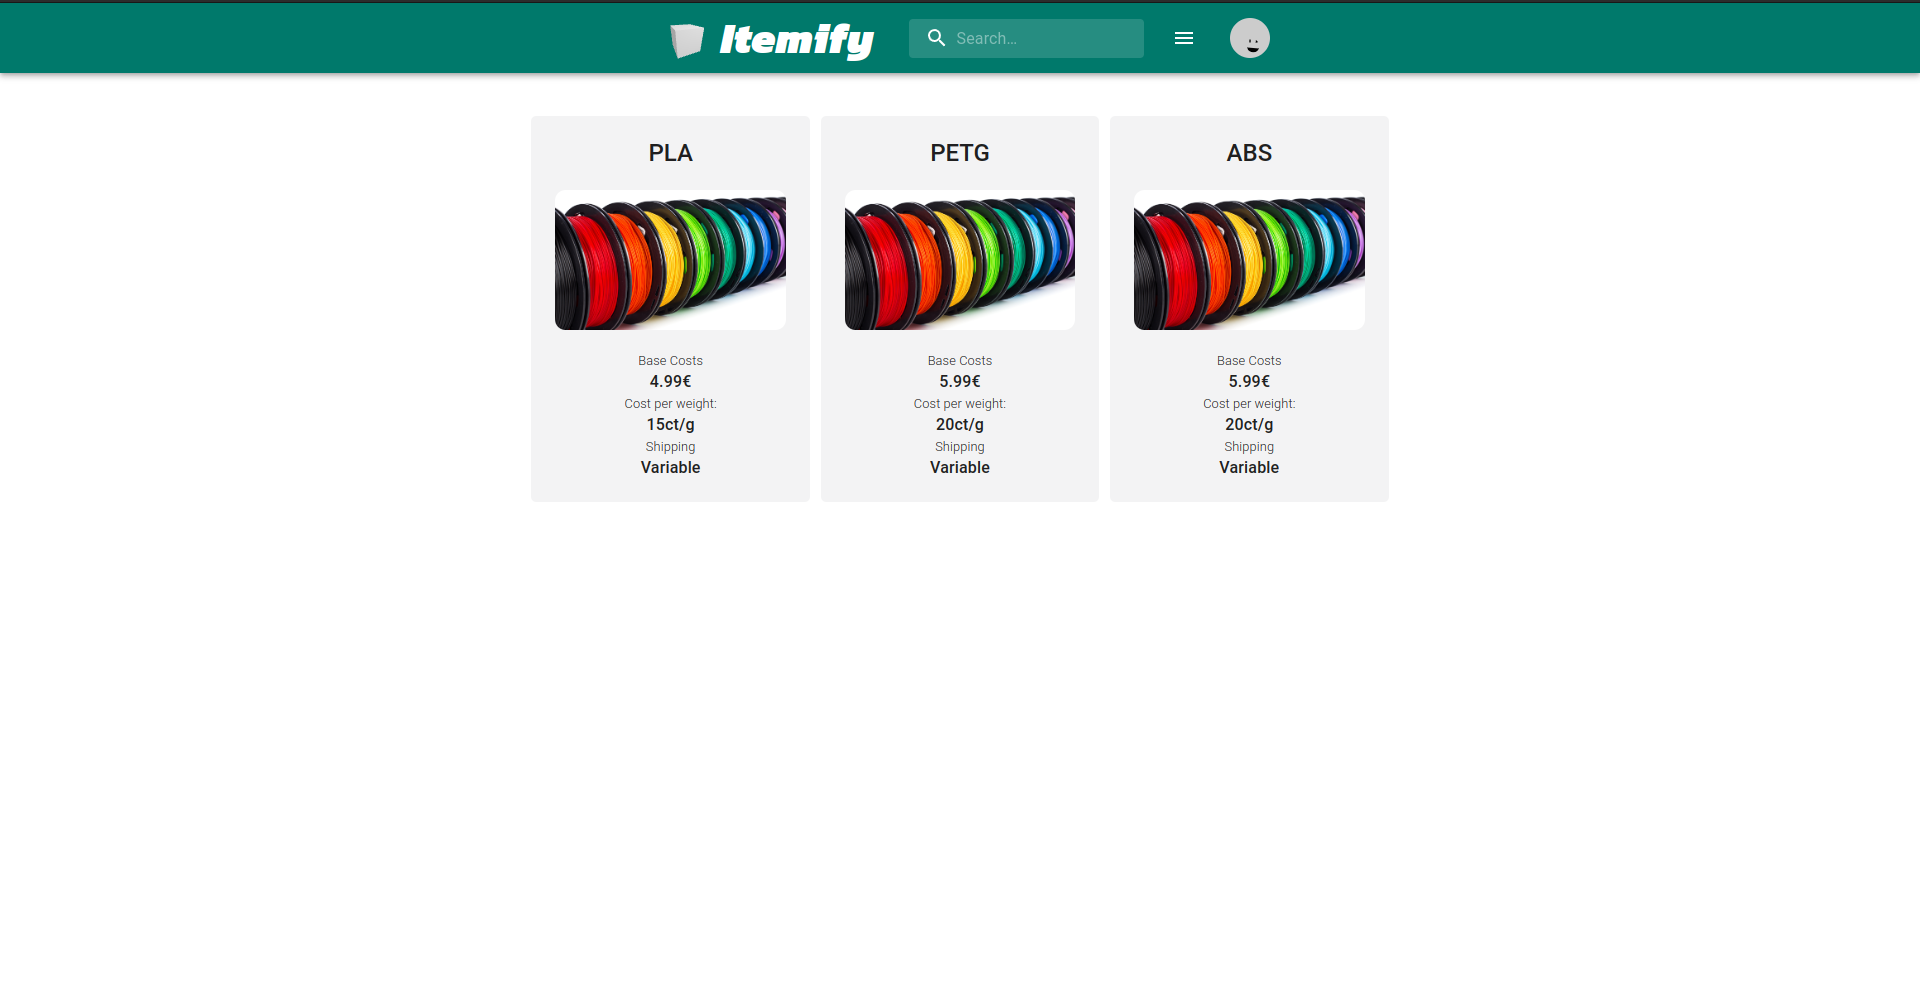 Itemify
Search…
PLA
PETG
ABS
Base Costs
4.99€
Cost per weight:
15ct/g
Shipping
Variable
Base Costs
5.99€
Cost per weight:
20ct/g
Shipping
Variable
Base Costs
5.99€
Cost per weight:
20ct/g
Shipping
Variable